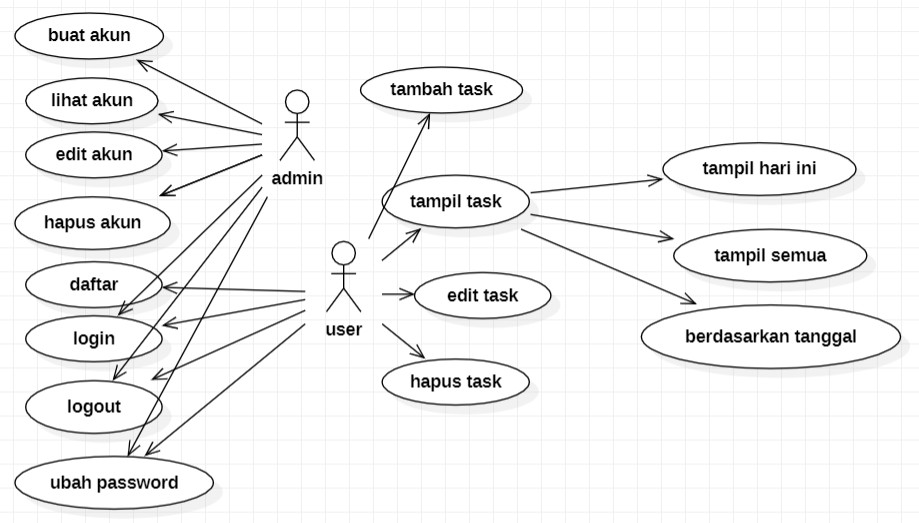 buat akun
lihat akun
edit akun
hapus akun
daftar
login
logout
ubah password
admin
user
tambah task
tampil task
edit task
hapus task
tampil hari ini
tampil semua
berdasarkan tanggal